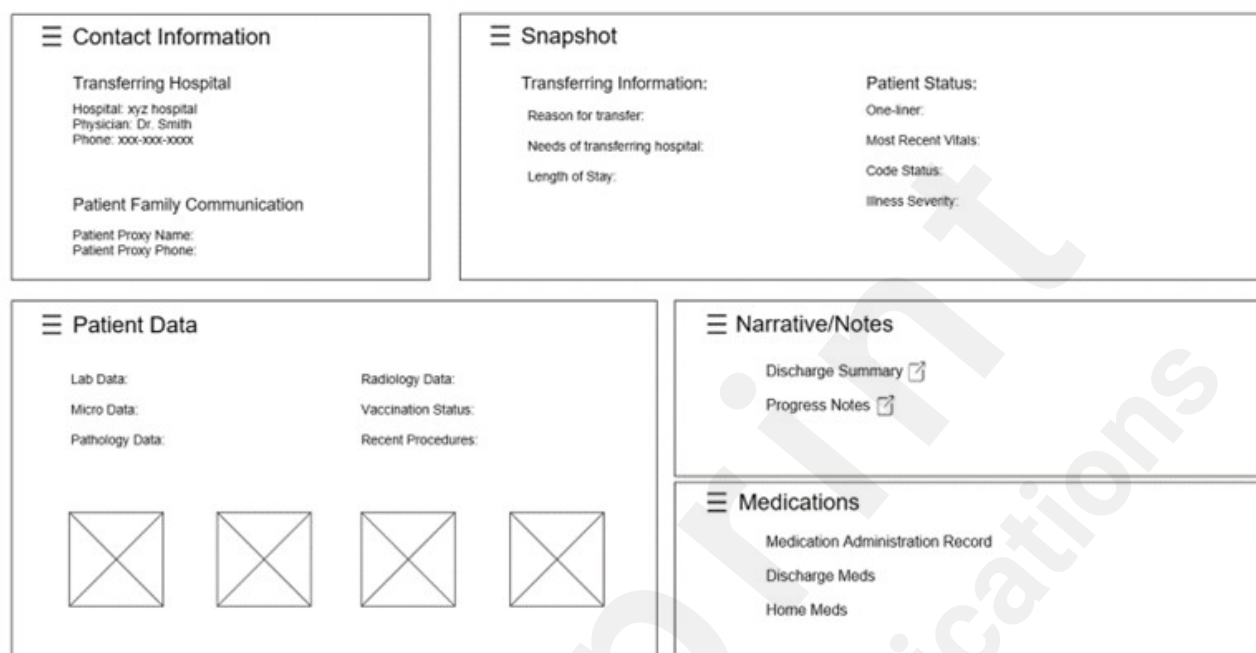 Contact Information
Transferring Hospital
Hospital: xyz hospital
Physician: Dr. Smith
Phone: xxx-xxx-xxxx
Patient Family Communication
Patient Proxy Name:
Patient Proxy Phone:
Snapshot
Transferring Information:
Reason for transfer:
Needs of transferring hospital:
Length of Stay:
Patient Status:
One-liner:
Most Recent Vitals:
Code Status:
Illness Severity:
Patient Data
Lab Data:
Micro Data:
Pathology Data:
Radiology Data:
Vaccination Status:
Recent Procedures:
Narrative/Notes
Discharge Summary
Progress Notes
Medications
Medication Administration Record
Discharge Meds
Home Meds